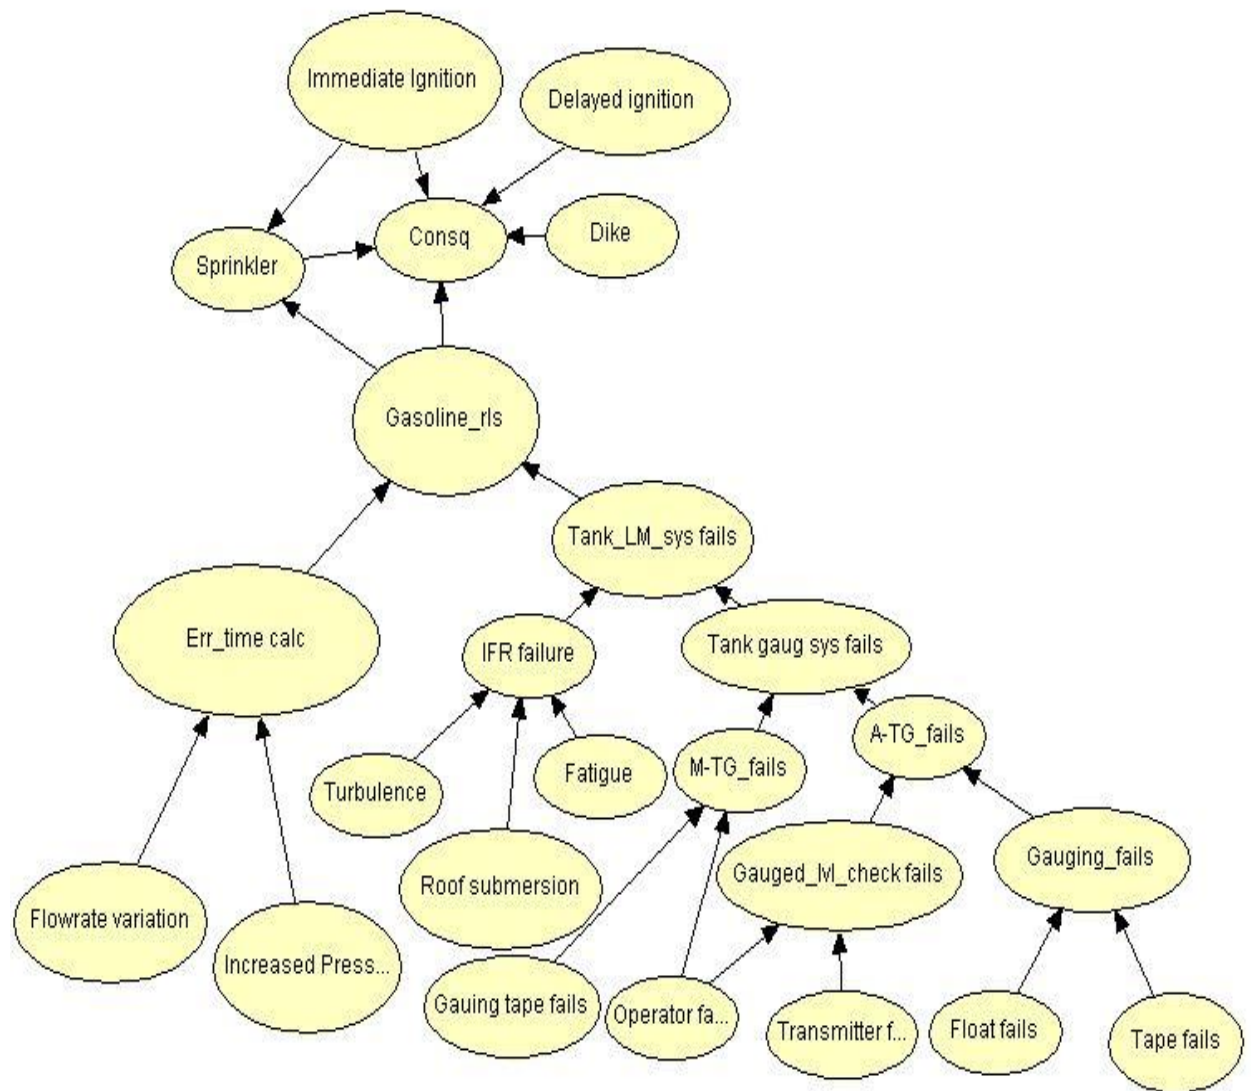 Immediate Ignition
Delayed ignition
Consq
Dike
Sprinkler
Gasoline_rls
Tank_LM_sys fails
Err_time calc
IFR failure
Tank gaug sys fails
A-TG_fails
M-TG_fails
Turbulence
Fatigue
Gauging_fails
Gauged_lvl_check fails
Roof submersion
Flowrate variation
Increased Press...
Gauing tape fails
Operator fa...
Transmitter f...
Float fails
Tape fails